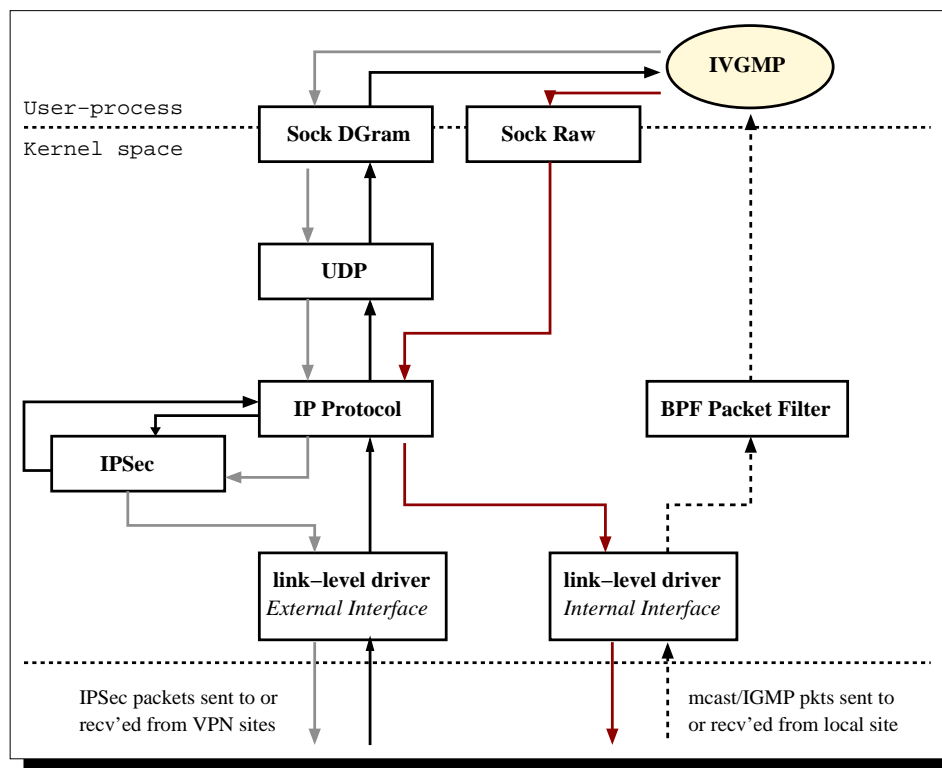 IVGMP
User-process
Sock DGram
Sock Raw
Kernel space
UDP
IP Protocol
BPF Packet Filter
IPSec
link-level driver
External Interface
link-level driver
Internal Interface
IPSec packets sent to or
recv'ed from VPN sites
mcast/IGMP pkts sent to
or recv'ed from local site